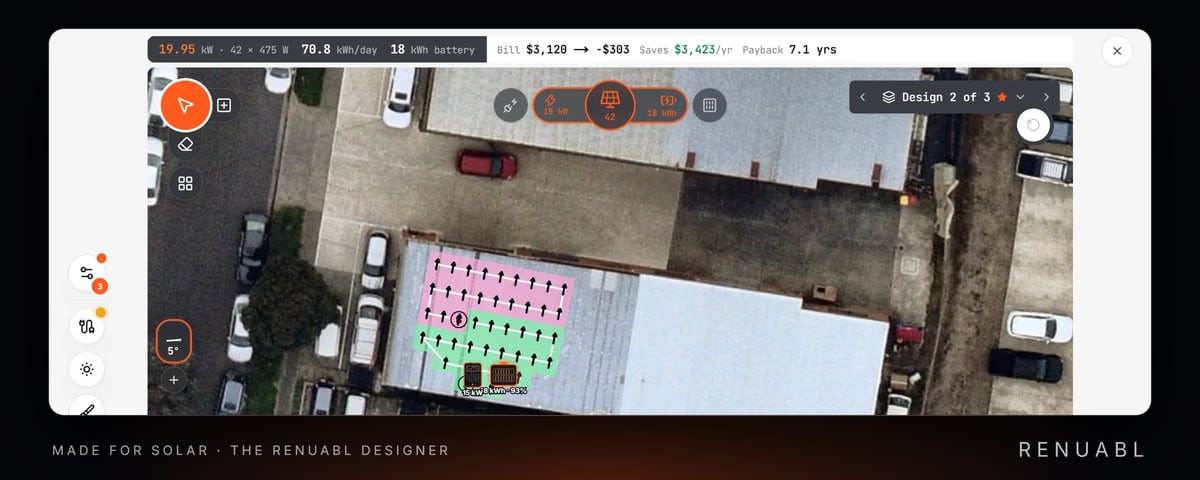 19.95 kW · 42 × 475 W 70.8 kWh/day 18 kWh battery Bill $3,120 → -$303 Saves $3,423/yr Payback 7.1 yrs
15 kW 42 18 kWh
Design 2 of 3
3
5°
15 kW
MADE FOR SOLAR · THE RENUABL DESIGNER
RENUABL